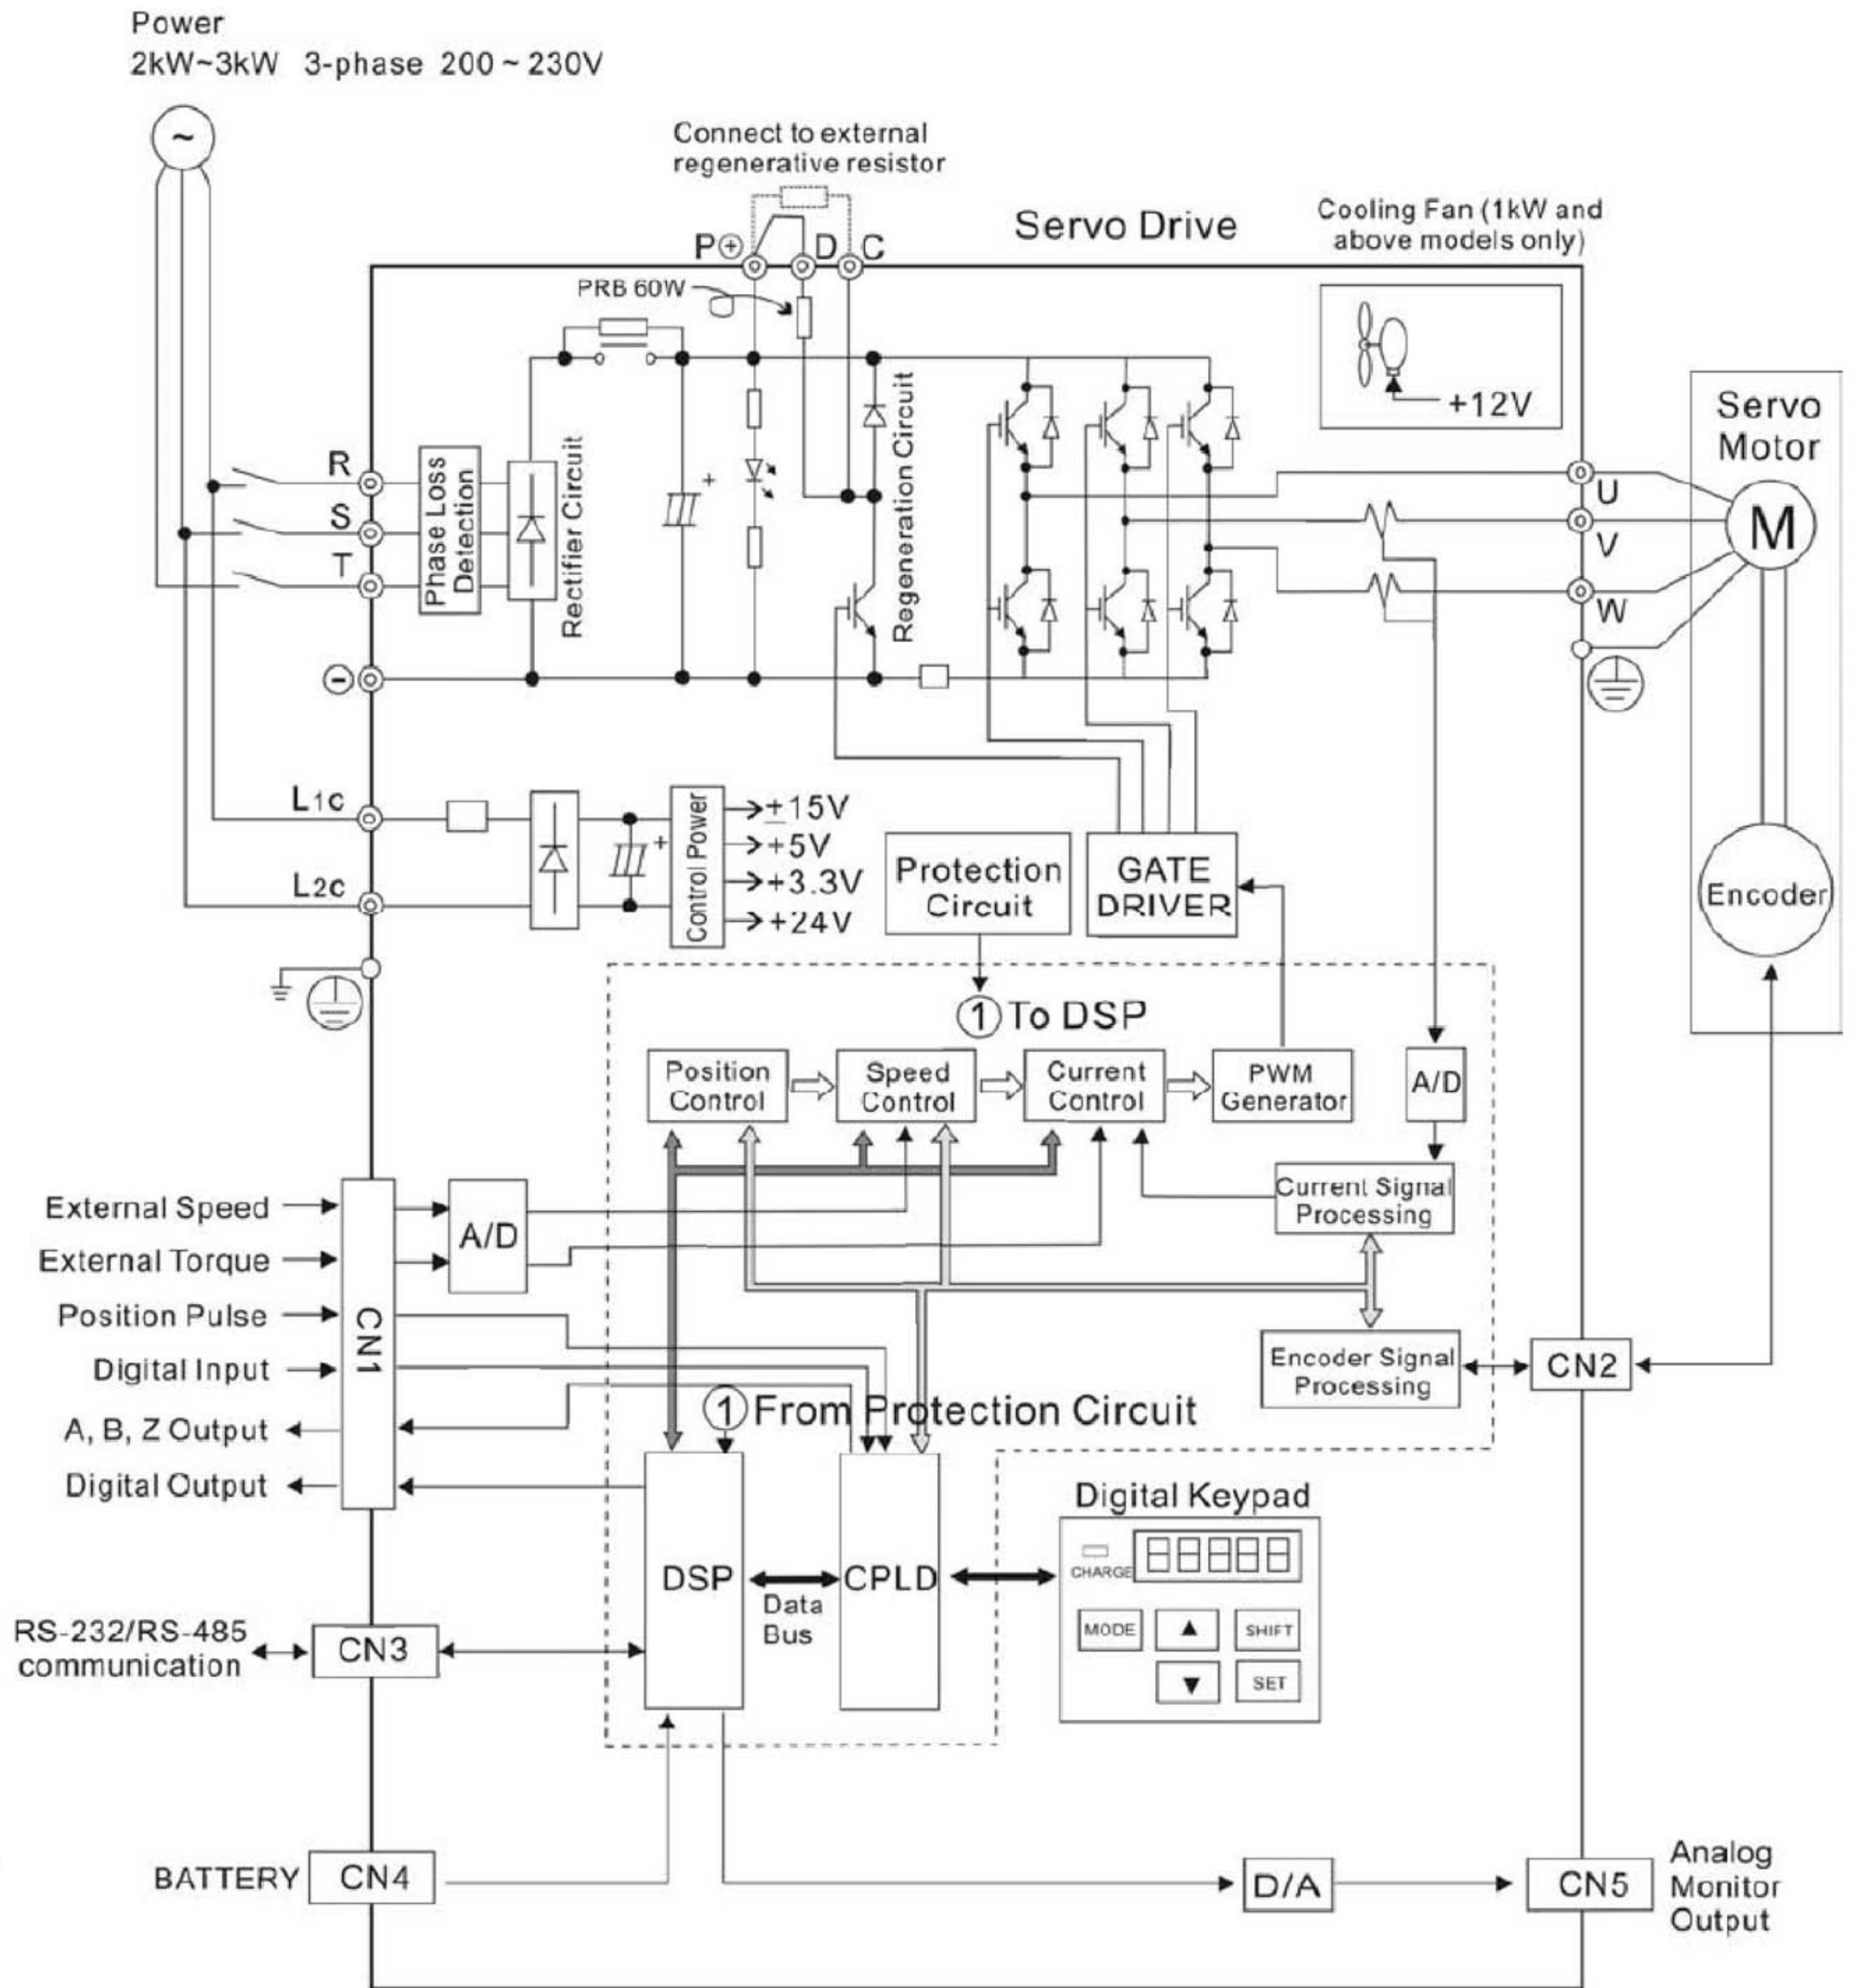 Power
2kW~3kW 3-phase 200 ~ 230V
~
Connect to external
regenerative resistor
Servo Drive
Cooling Fan (1kW and
above models only)
P⊕
D
C
PRB 60W
+12V
Servo
Motor
R
S
T
Phase Loss
Detection
Rectifier Circuit
+
Regeneration Circuit
U
V
W
M
⊖
L1c
L2c
+
Control Power
±15V
+5V
+3.3V
+24V
Protection
Circuit
GATE
DRIVER
Encoder
① To DSP
Position
Control
Speed
Control
Current
Control
PWM
Generator
A/D
External Speed
External Torque
Position Pulse
Digital Input
A, B, Z Output
Digital Output
CN1
A/D
Current Signal
Processing
Encoder Signal
Processing
CN2
① From Protection Circuit
DSP
Data
Bus
CPLD
Digital Keypad
CHARGE
88888
MODE
▲
SHIFT
▼
SET
RS-232/RS-485
communication
CN3
BATTERY
CN4
D/A
CN5
Analog
Monitor
Output